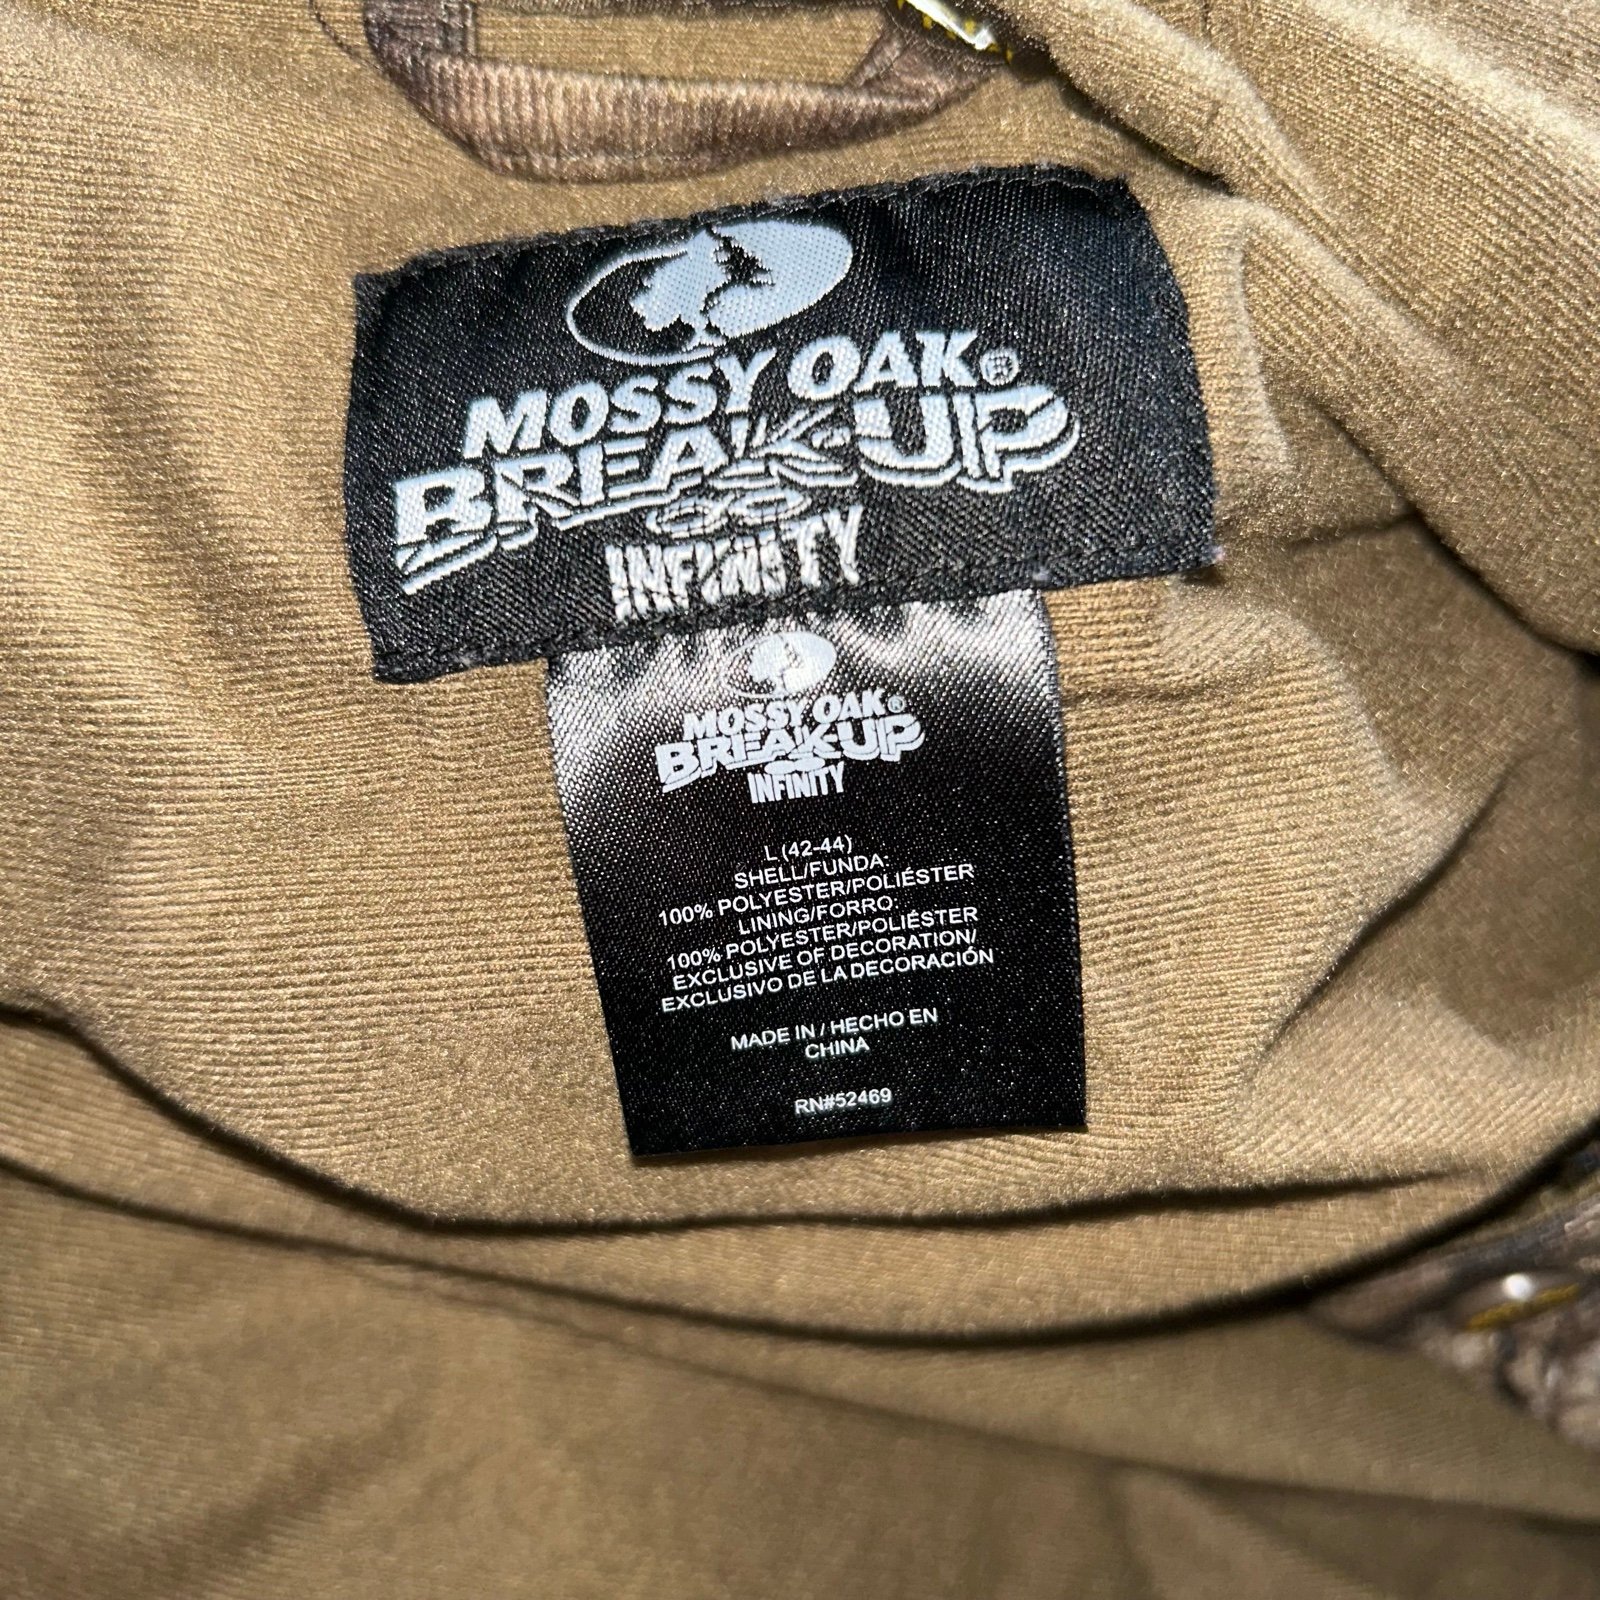 MOSSY OAK®
BREAK-UP
INFINITY
MOSSY OAK®
BREAK-UP
INFINITY
L (42-44)
SHELL/FUNDA:
100% POLYESTER/POLIÉSTER
LINING/FORRO:
100% POLYESTER/POLIÉSTER
EXCLUSIVE OF DECORATION/
EXCLUSIVO DE LA DECORACIÓN
MADE IN / HECHO EN
CHINA
RN#52469